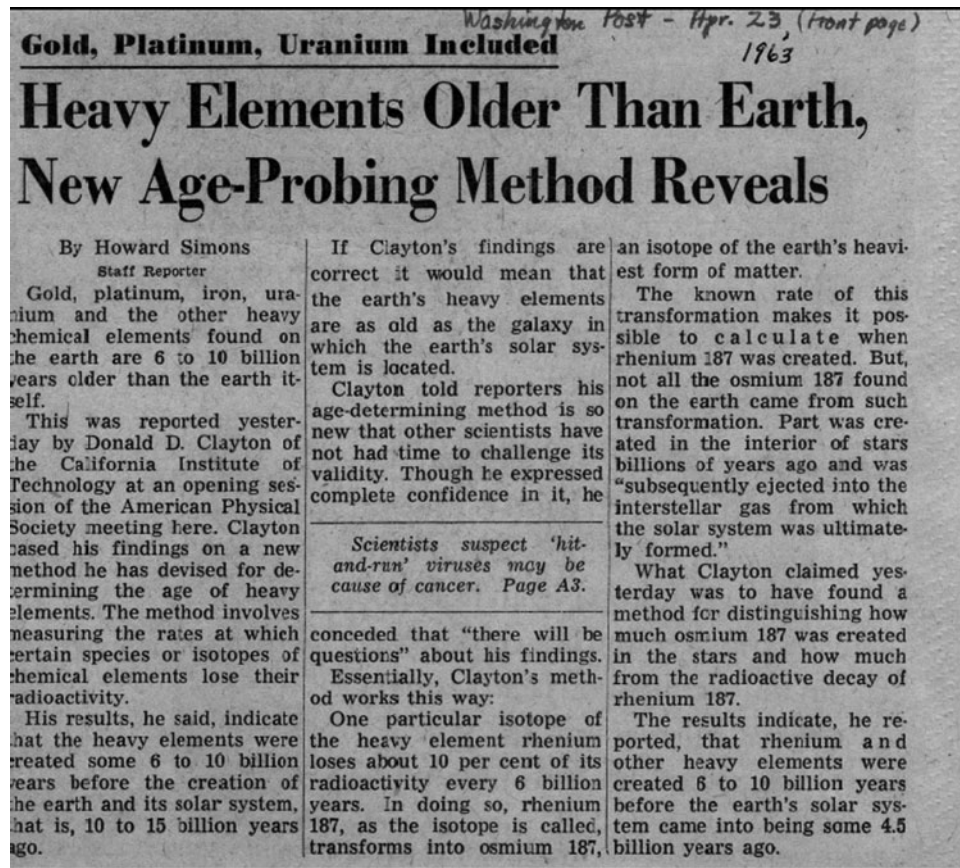 Washington Post - Apr. 23, (front page)
1963
Gold, Platinum, Uranium Included
Heavy Elements Older Than Earth,
New Age-Probing Method Reveals
By Howard Simons
Staff Reporter
Gold, platinum, iron, ura-
nium and the other heavy
chemical elements found on
the earth are 6 to 10 billion
years older than the earth it-
self.
This was reported yester-
day by Donald D. Clayton of
the California Institute of
Technology at an opening ses-
sion of the American Physical
Society meeting here. Clayton
based his findings on a new
method he has devised for de-
termining the age of heavy
elements. The method involves
measuring the rates at which
certain species or isotopes of
chemical elements lose their
radioactivity.
His results, he said, indicate
that the heavy elements were
created some 6 to 10 billion
years before the creation of
the earth and its solar system,
that is, 10 to 15 billion years
ago.
If Clayton's findings are
correct it would mean that
the earth's heavy elements
are as old as the galaxy in
which the earth's solar sys-
tem is located.
Clayton told reporters his
age-determining method is so
new that other scientists have
not had time to challenge its
validity. Though he expressed
complete confidence in it, he
Scientists suspect 'hit-
and-run' viruses may be
cause of cancer. Page A3.
conceded that "there will be
questions" about his findings.
Essentially, Clayton's meth-
od works this way:
One particular isotope of
the heavy element rhenium
loses about 10 per cent of its
radioactivity every 6 billion
years. In doing so, rhenium
187, as the isotope is called,
transforms into osmium 187,
an isotope of the earth's heavi-
est form of matter.
The known rate of this
transformation makes it pos-
sible to calculate when
rhenium 187 was created. But,
not all the osmium 187 found
on the earth came from such
transformation. Part was cre-
ated in the interior of stars
billions of years ago and was
"subsequently ejected into the
interstellar gas from which
the solar system was ultimate-
ly formed."
What Clayton claimed yes-
terday was to have found a
method for distinguishing how
much osmium 187 was created
in the stars and how much
from the radioactive decay of
rhenium 187.
The results indicate, he re-
ported, that rhenium and
other heavy elements were
created 6 to 10 billion years
before the earth's solar sys-
tem came into being some 4.5
billion years ago.